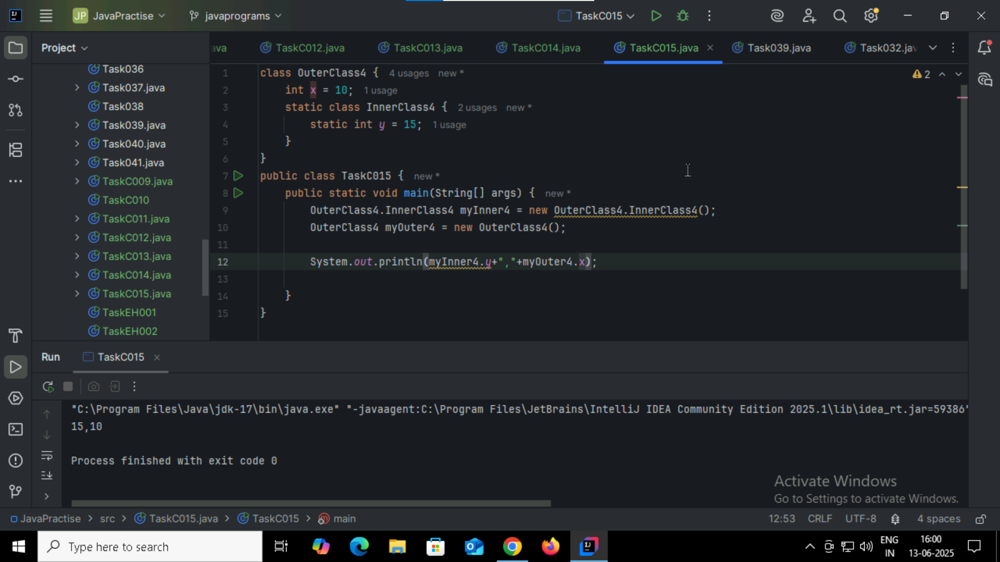 JP JavaPractise javaprograms TaskC015
Project
ava TaskC012.java TaskC013.java TaskC014.java TaskC015.java Task039.java Task032.jav
Task036
Task037.java
Task038
Task039.java
Task040.java
Task041.java
TaskC009.java
TaskC010
TaskC011.java
TaskC012.java
TaskC013.java
TaskC014.java
TaskC015.java
TaskEH001
TaskEH002
1 class OuterClass4 { 4 usages new *
2 int x = 10; 1 usage
3 static class InnerClass4 { 2 usages new *
4 static int y = 15; 1 usage
5 }
6 }
7 public class TaskC015 { new *
8 public static void main(String[] args) { new *
9 OuterClass4.InnerClass4 myInner4 = new OuterClass4.InnerClass4();
10 OuterClass4 myOuter4 = new OuterClass4();
11
12 System.out.println(myInner4.y+","+myOuter4.x);
13
14 }
15 }
2
Run TaskC015
"C:\Program Files\Java\jdk-17\bin\java.exe" "-javaagent:C:\Program Files\JetBrains\IntelliJ IDEA Community Edition 2025.1\lib\idea_rt.jar=59386"
15,10
Process finished with exit code 0
Activate Windows
Go to Settings to activate Windows.
JavaPractise > src > TaskC015.java > TaskC015 > main
12:53 CRLF UTF-8 4 spaces
Type here to search
ENG
IN
16:00
13-06-2025